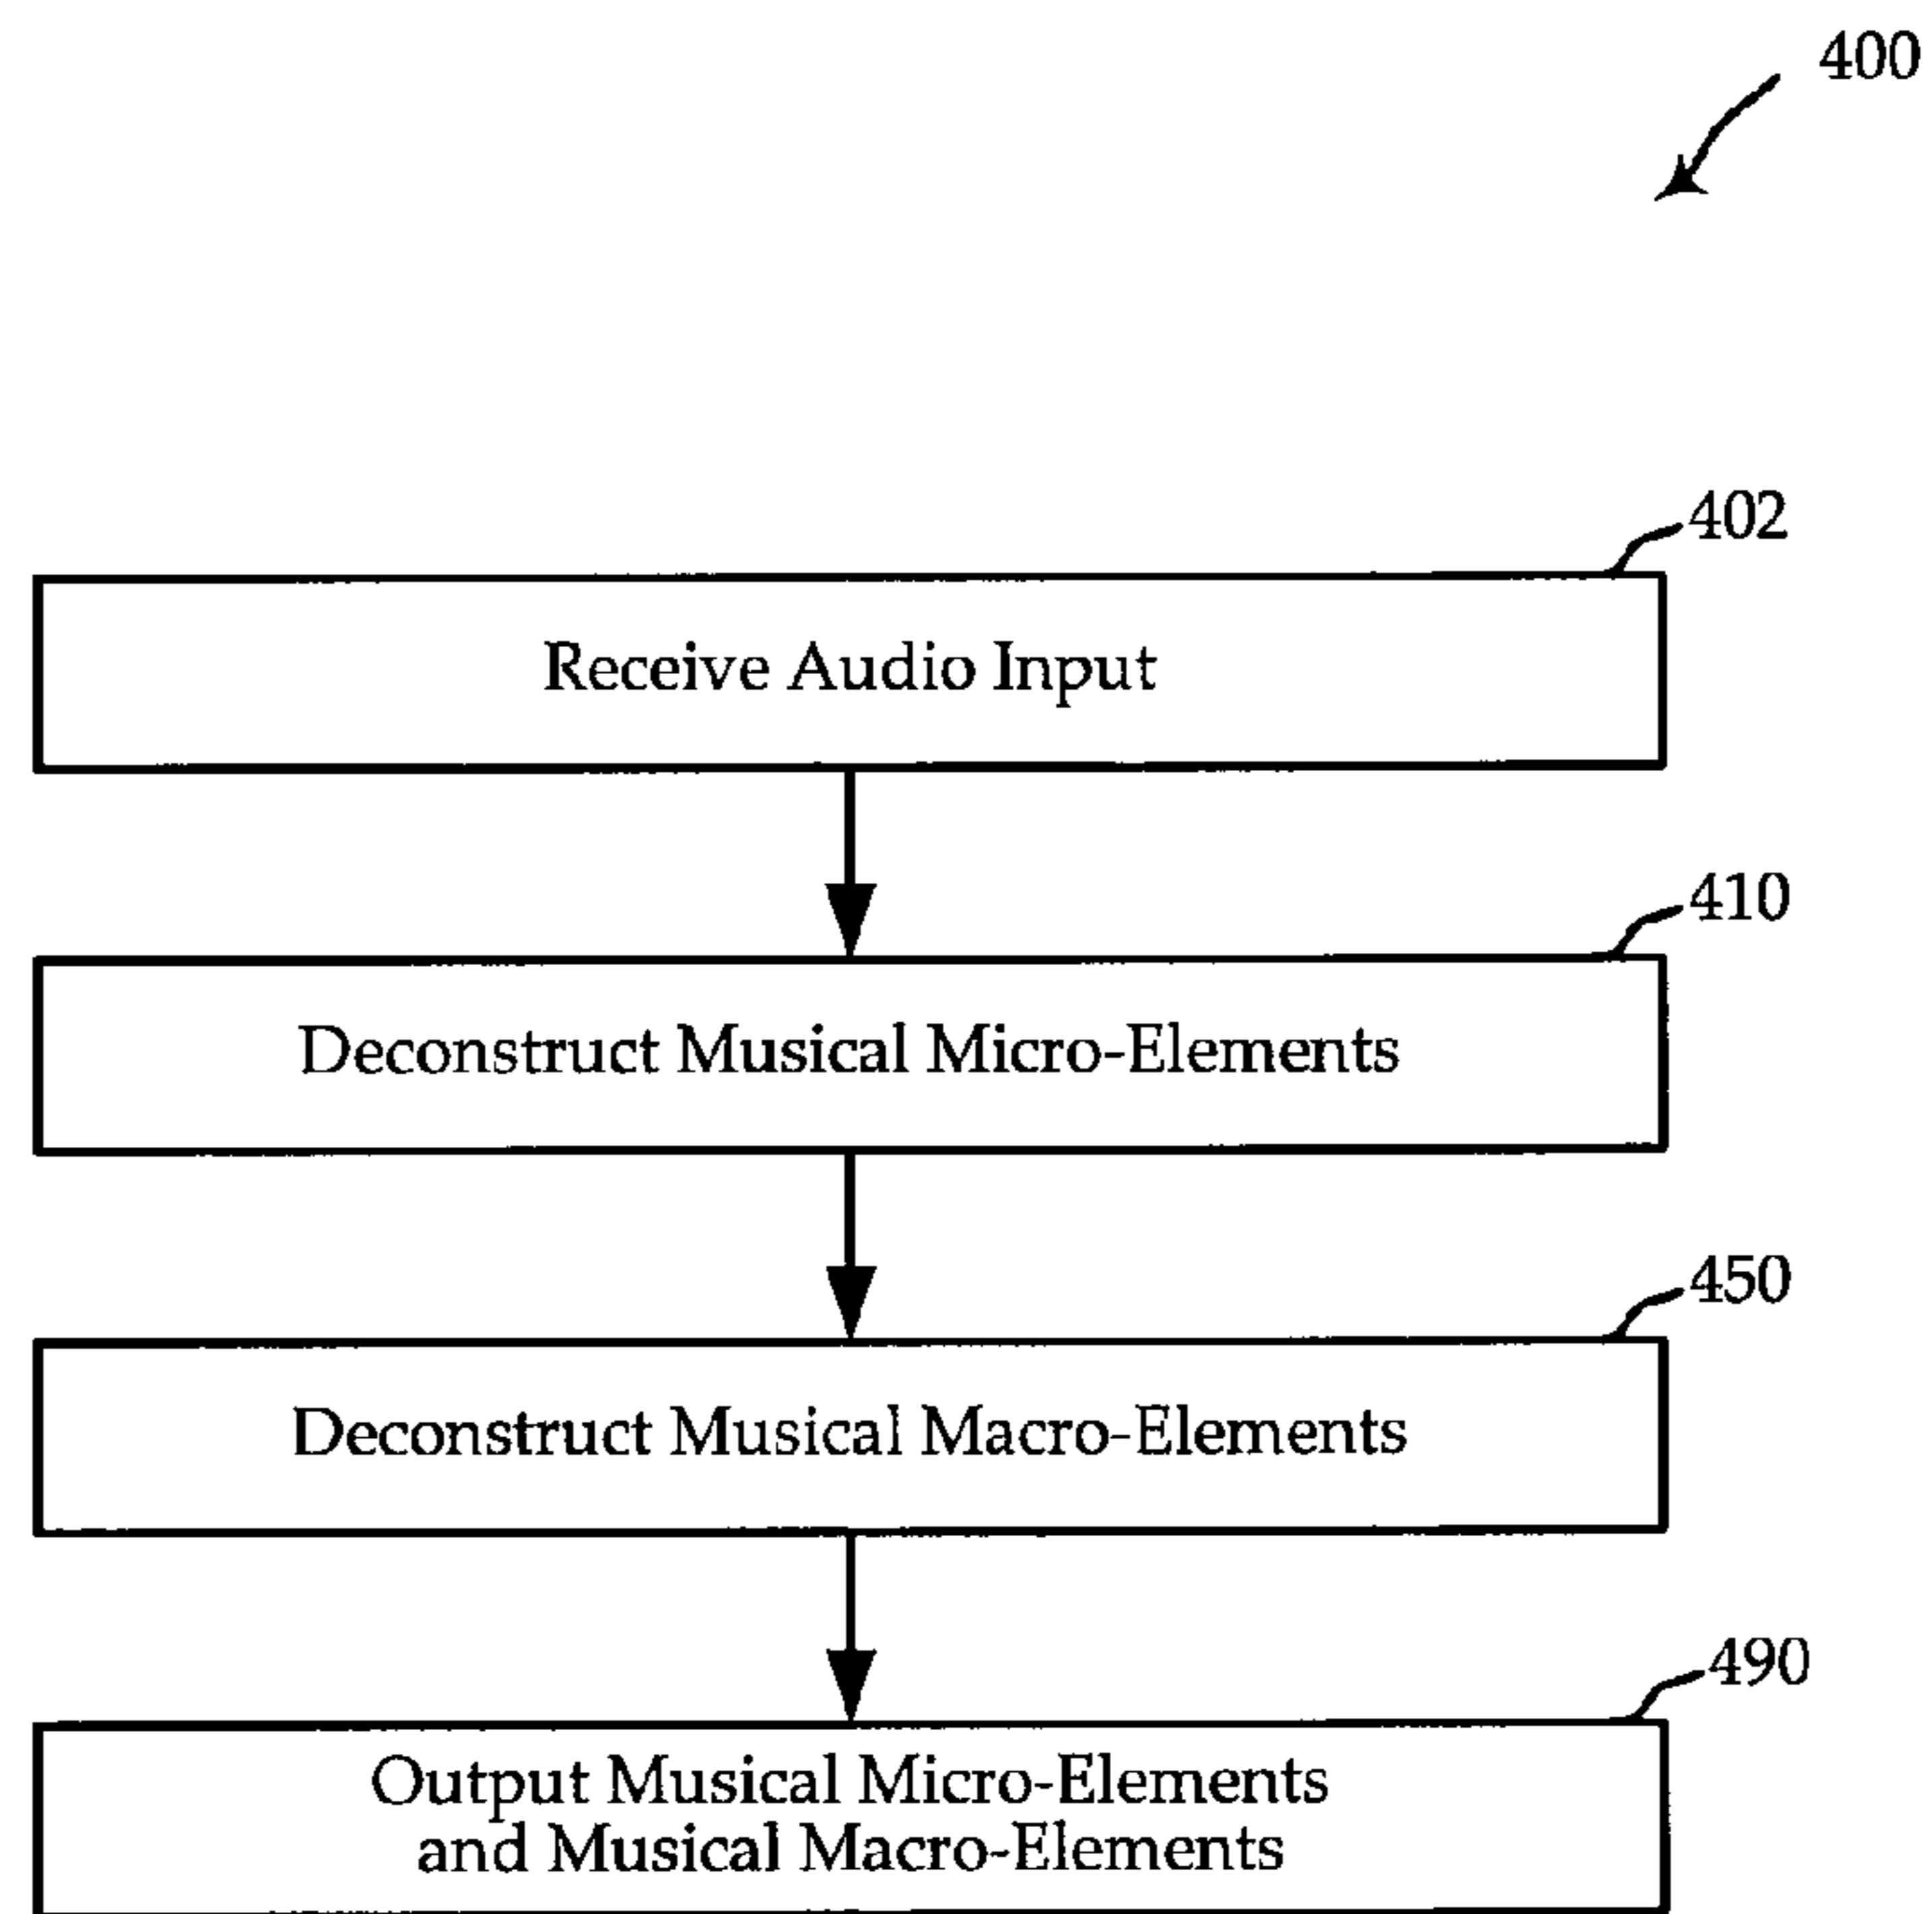 400
402
Receive Audio Input
410
Deconstruct Musical Micro-Elements
450
Deconstruct Musical Macro-Elements
490
Output Musical Micro-Elements
and Musical Macro-Elements